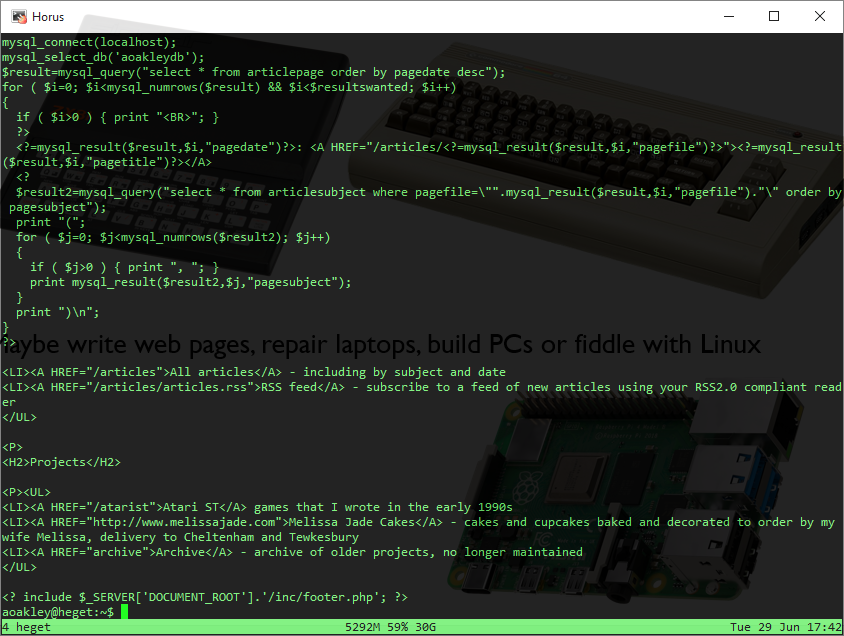 Horus
mysql_connect(localhost);
mysql_select_db('aoakleydb');
$result=mysql_query("select * from articlepage order by pagedate desc");
for ( $i=0; $i<mysql_numrows($result) && $i<$resultswanted; $i++)
{
  if ( $i>0 ) { print "<BR>"; }
  ?>
  <?=mysql_result($result,$i,"pagedate")?>: <A HREF="/articles/<?=mysql_result($result,$i,"pagefile")?>"><?=mysql_result
($result,$i,"pagetitle")?></A>
  <?
  $result2=mysql_query("select * from articlesubject where pagefile=\"".mysql_result($result,$i,"pagefile")."\" order by
 pagesubject");
  print "(";
  for ( $j=0; $j<mysql_numrows($result2); $j++)
  {
    if ( $j>0 ) { print ", "; }
    print mysql_result($result2,$j,"pagesubject");
  }
  print ")\n";
}
?>
aybe write web pages, repair laptops, build PCs or fiddle with Linux
<LI><A HREF="/articles">All articles</A> - including by subject and date
<LI><A HREF="/articles/articles.rss">RSS feed</A> - subscribe to a feed of new articles using your RSS2.0 compliant read
er
</UL>
<P>
<H2>Projects</H2>
<P><UL>
<LI><A HREF="/atarist">Atari ST</A> games that I wrote in the early 1990s
<LI><A HREF="http://www.melissajade.com">Melissa Jade Cakes</A> - cakes and cupcakes baked and decorated to order by my
wife Melissa, delivery to Cheltenham and Tewkesbury
<LI><A HREF="archive">Archive</A> - archive of older projects, no longer maintained
</UL>
<? include $_SERVER['DOCUMENT_ROOT'].'/inc/footer.php'; ?>
aoakley@heget:~$
4 heget 5292M 59% 30G Tue 29 Jun 17:42